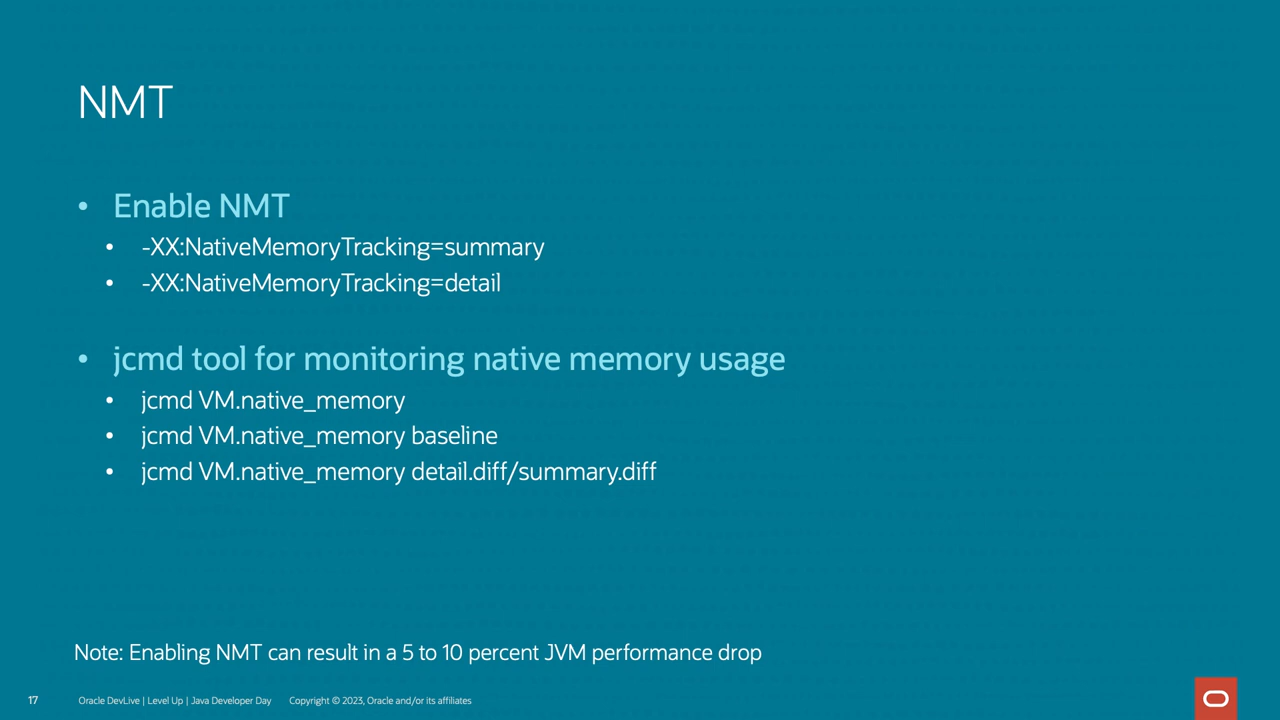 NMT
• Enable NMT
• -XX:NativeMemoryTracking=summary
• -XX:NativeMemoryTracking=detail
• jcmd tool for monitoring native memory usage
• jcmd VM.native_memory
• jcmd VM.native_memory baseline
• jcmd VM.native_memory detail.diff/summary.diff
Note: Enabling NMT can result in a 5 to 10 percent JVM performance drop
17 Oracle DevLive | Level Up | Java Developer Day Copyright © 2023, Oracle and/or its affiliates